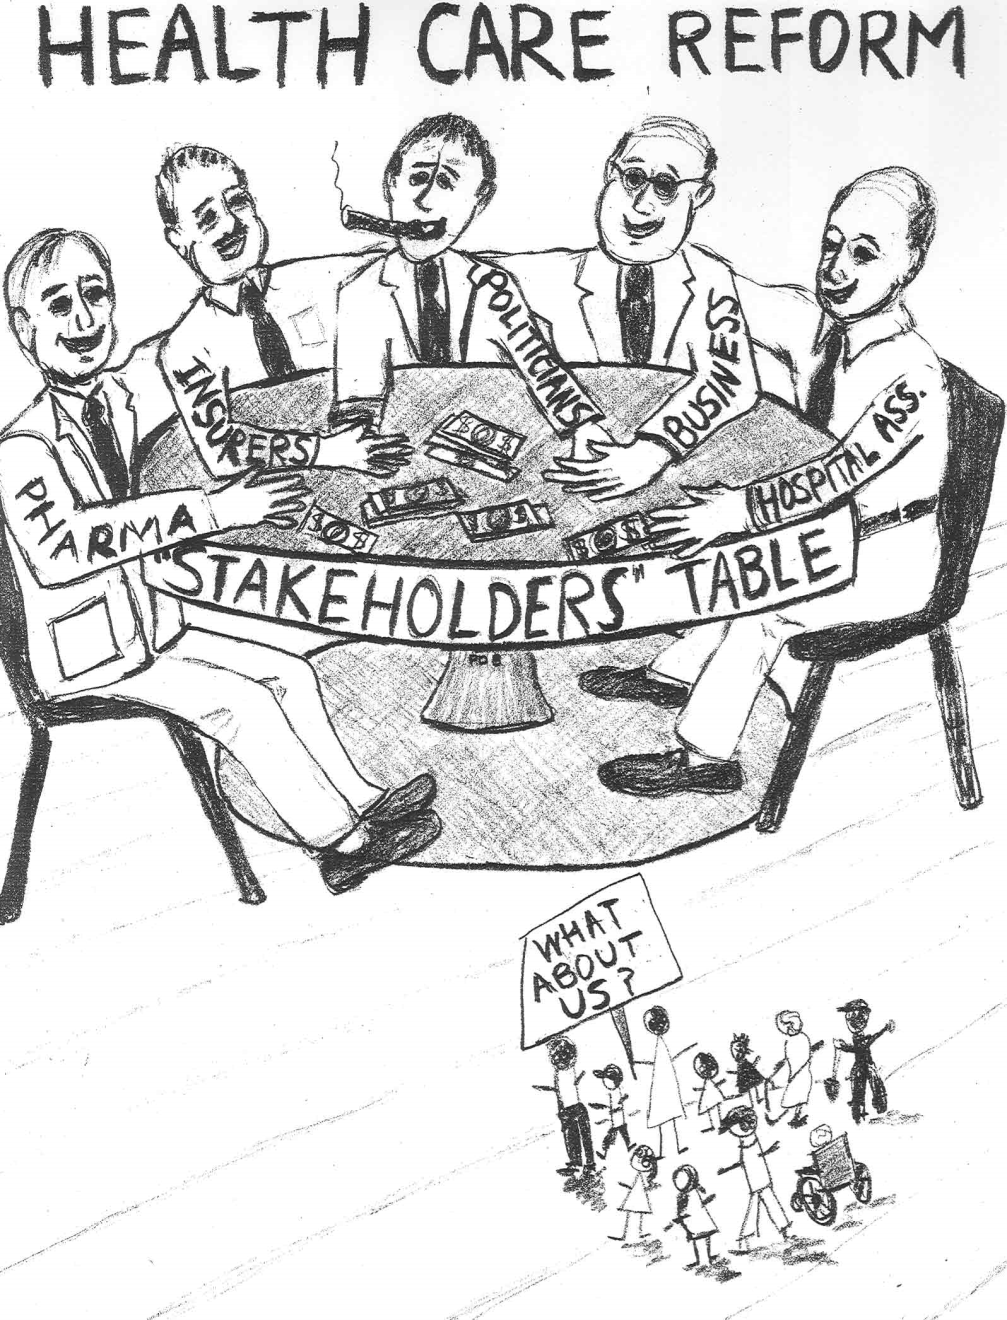 HEALTH CARE REFORM
POLITICIANS
INSURERS
BUSINESS
HOSPITAL ASS.
PHARMA
"STAKEHOLDERS" TABLE
WHAT
ABOUT
US?